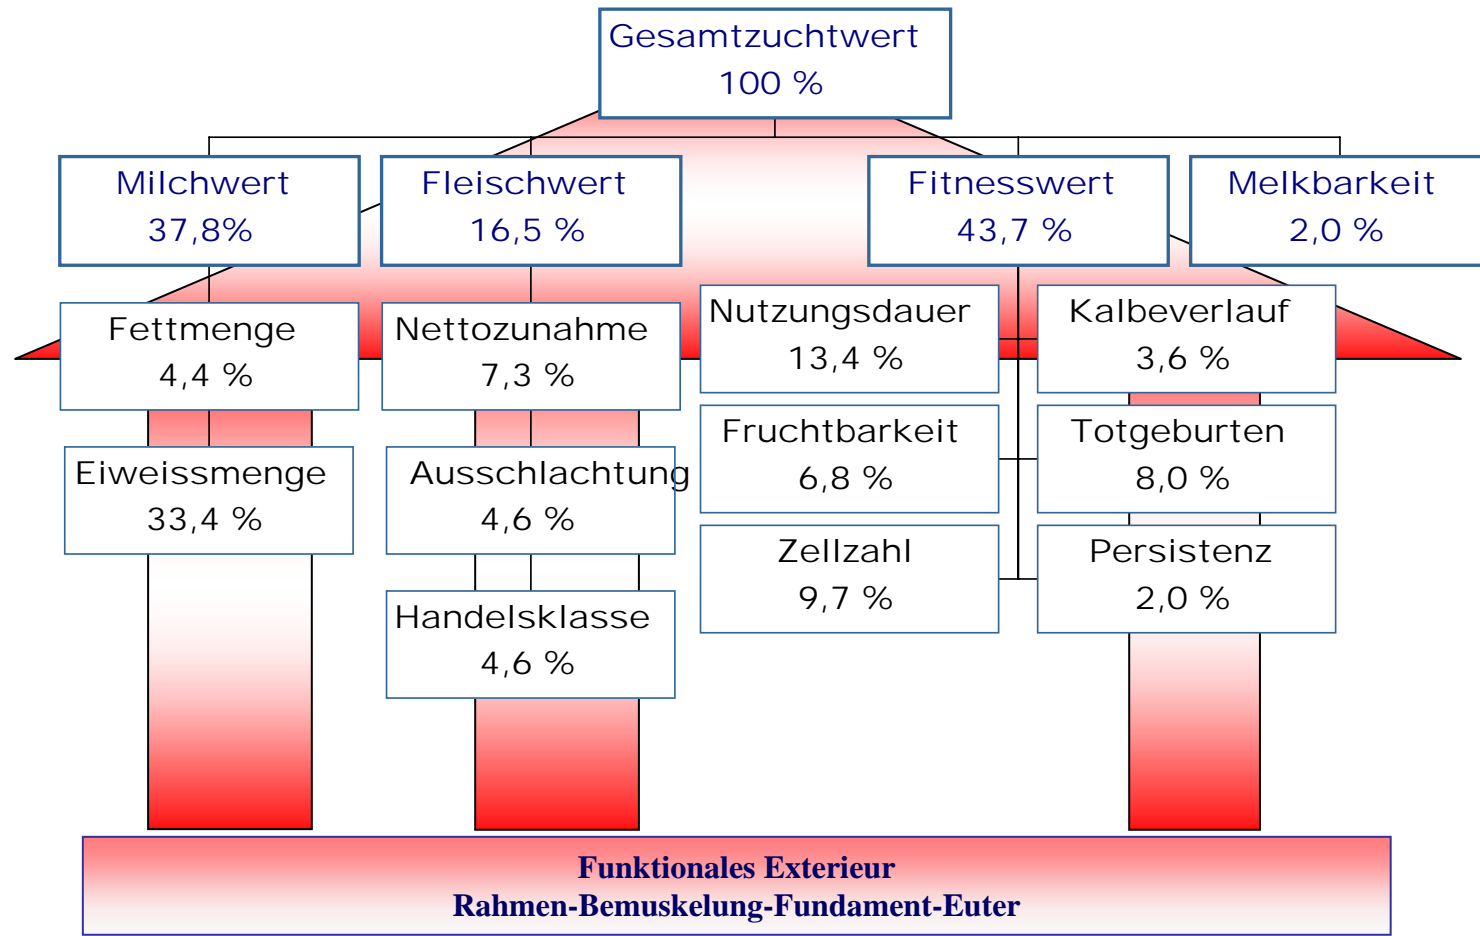 Gesamtzuchtwert
100 %
Milchwert
37,8%
Fleischwert
16,5 %
Fitnesswert
43,7 %
Melkbarkeit
2,0 %
Fettmenge
4,4 %
Eiweissmenge
33,4 %
Nettozunahme
7,3 %
Ausschlachtung
4,6 %
Handelsklasse
4,6 %
Nutzungsdauer
13,4 %
Fruchtbarkeit
6,8 %
Zellzahl
9,7 %
Kalbeverlauf
3,6 %
Totgeburten
8,0 %
Persistenz
2,0 %
Funktionales Exterieur
Rahmen-Bemuskelung-Fundament-Euter